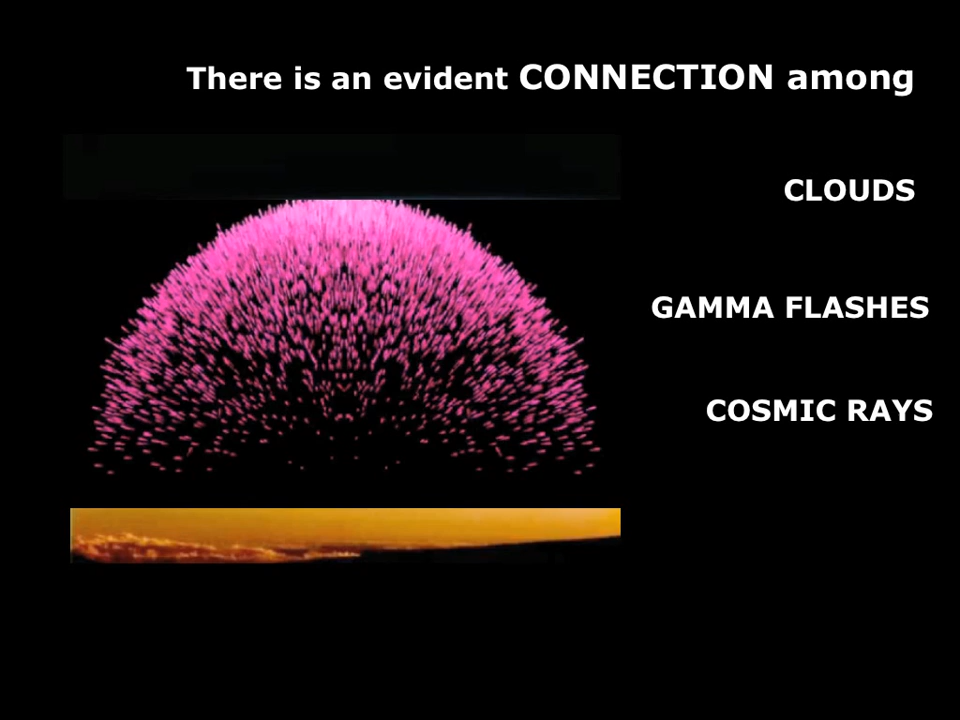 There is an evident CONNECTION among
CLOUDS
GAMMA FLASHES
COSMIC RAYS